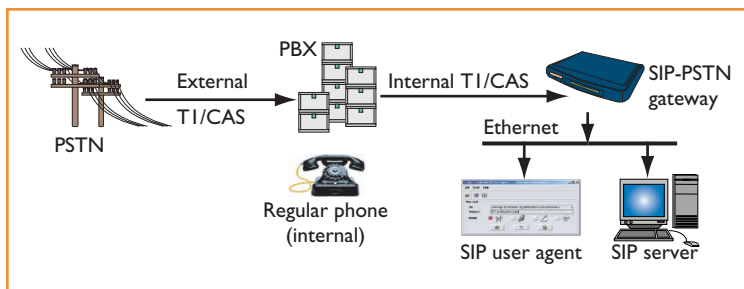 PSTN
External
T1/CAS
PBX
Regular phone
(internal)
Internal T1/CAS
SIP-PSTN
gateway
Ethernet
SIP user agent
SIP server